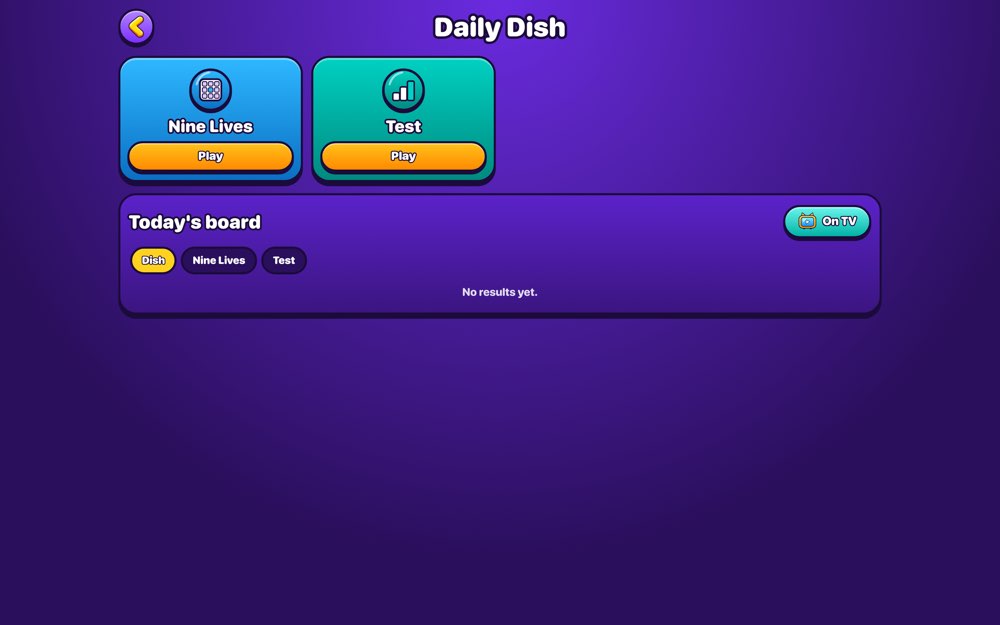 Daily Dish
Nine Lives
Play
Test
Play
Today's board
On TV
Dish
Nine Lives
Test
No results yet.